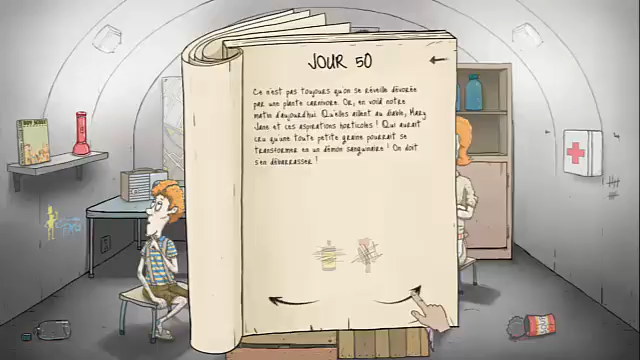 JOUR 50
Ce n'est pas toujours qu'on se réveille dévorée
par une plante carnivore. Or, en voilà notre
matin d'aujourd'hui. Qu'elles aillent au diable, Mary
Jane et ces aspirations horticoles ! Qui aurait
cru qu'une toute petite graine pourrait se
transformer en un démon sanguinaire ! On doit
s'en débarrasser !